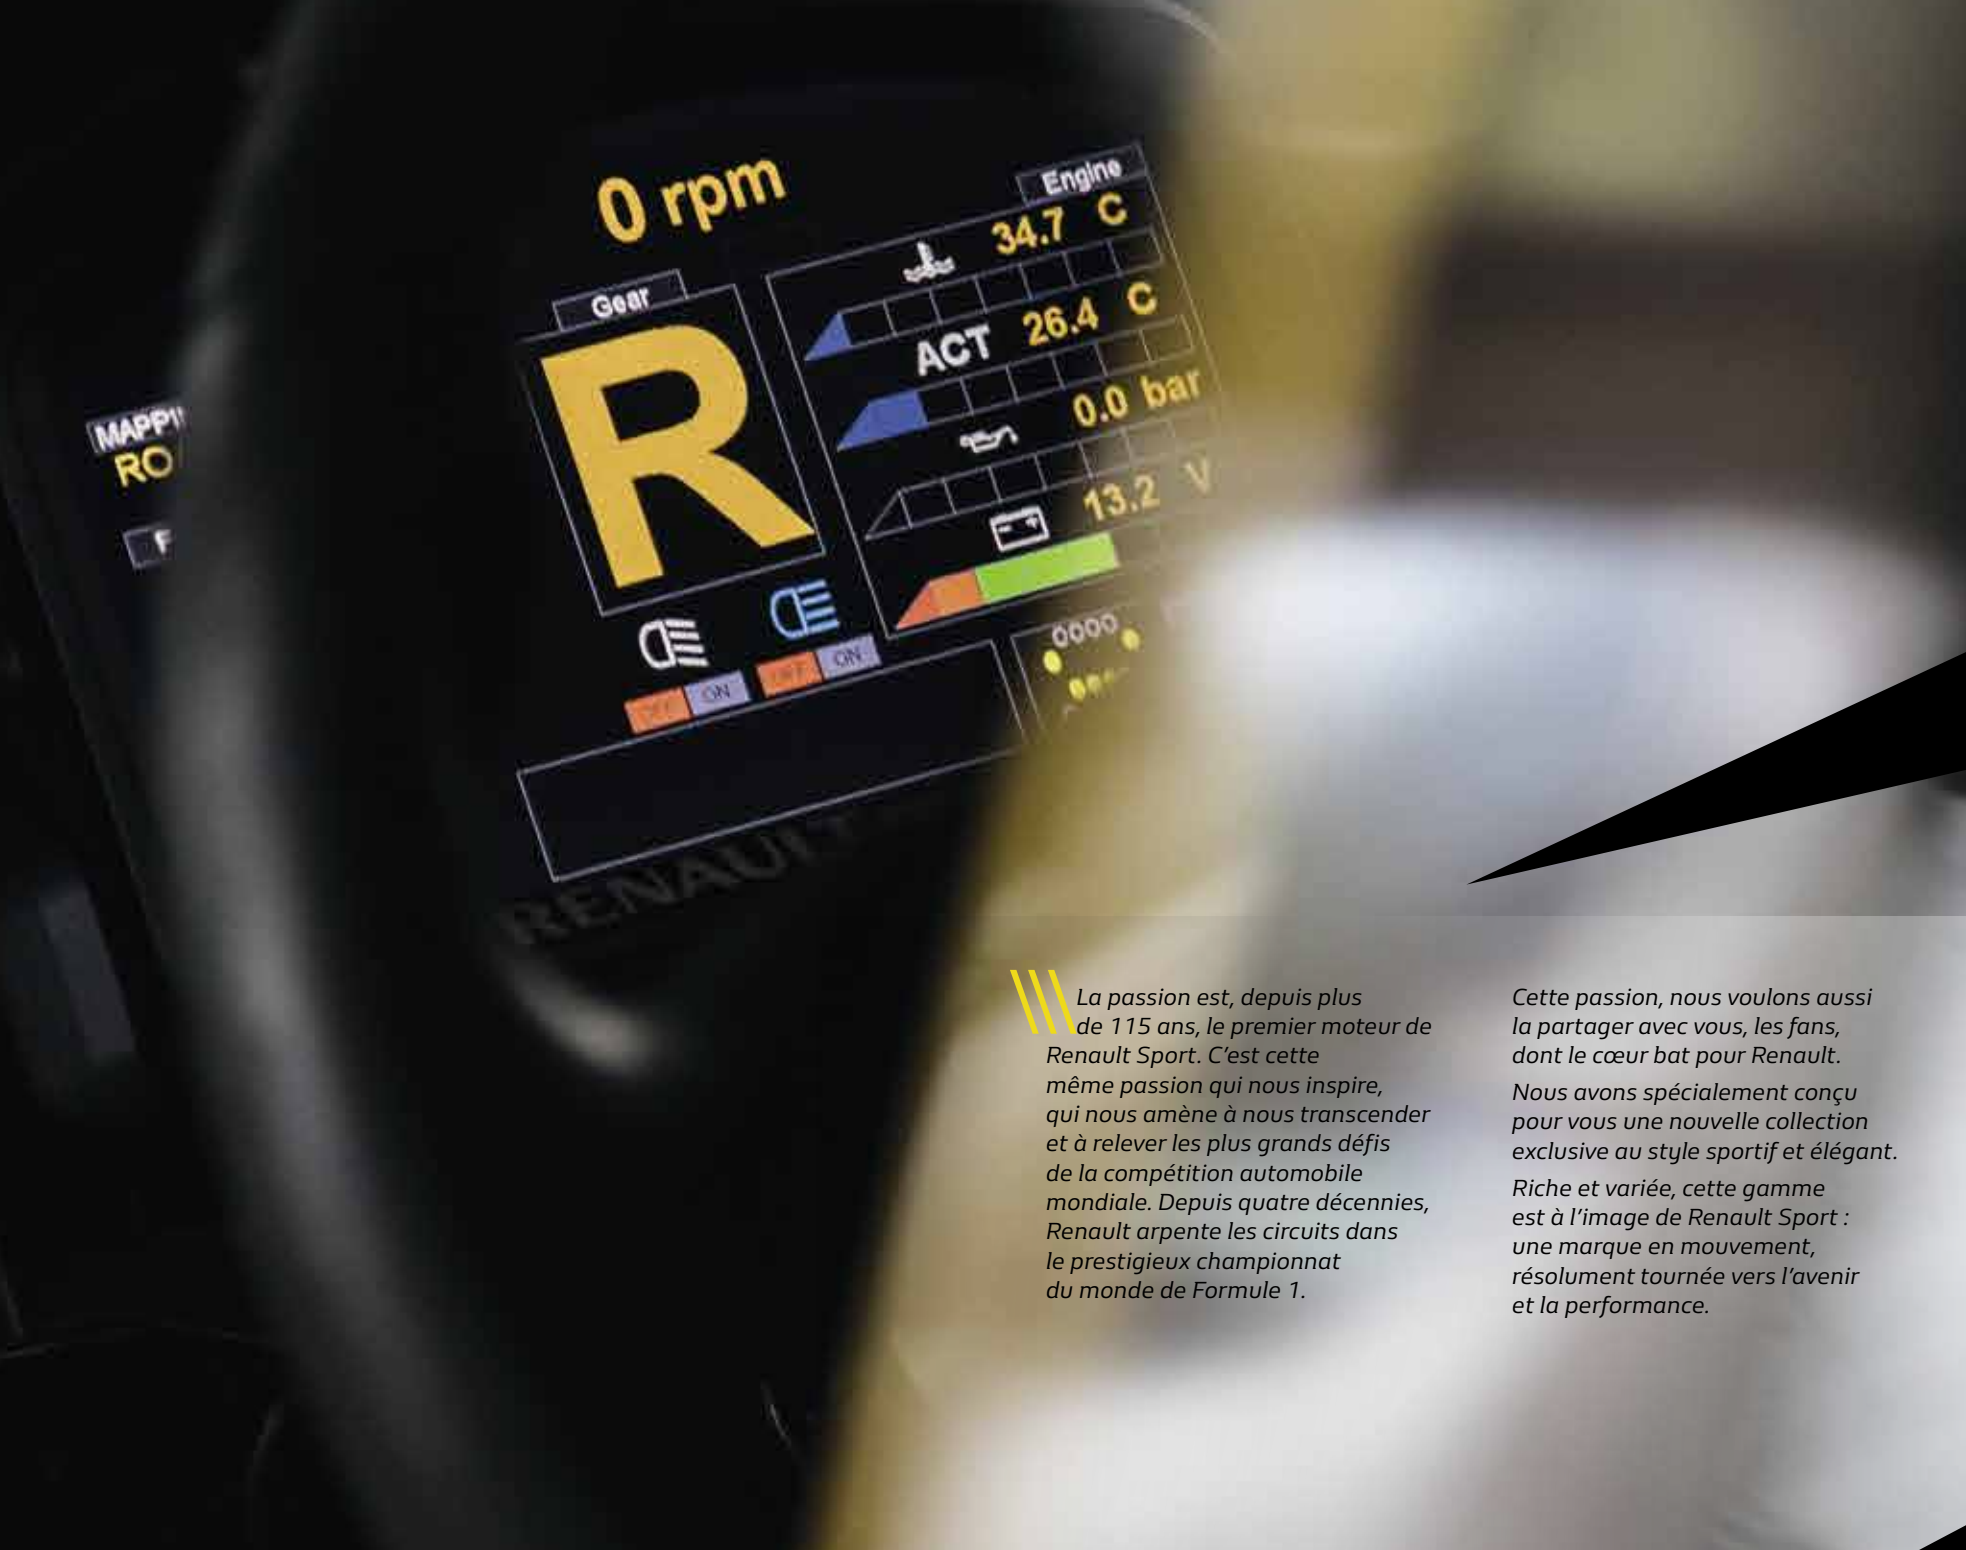 0 rpm
Engine
34.7 C
Gear
R
ACT 26.4 C
0.0 bar
13.2 V
OFF ON
OFF ON
RENAULT
La passion est, depuis plus
de 115 ans, le premier moteur de
Renault Sport. C’est cette
même passion qui nous inspire,
qui nous amène à nous transcender
et à relever les plus grands défis
de la compétition automobile
mondiale. Depuis quatre décennies,
Renault arpente les circuits dans
le prestigieux championnat
du monde de Formule 1.
Cette passion, nous voulons aussi
la partager avec vous, les fans,
dont le cœur bat pour Renault.
Nous avons spécialement conçu
pour vous une nouvelle collection
exclusive au style sportif et élégant.
Riche et variée, cette gamme
est à l’image de Renault Sport :
une marque en mouvement,
résolument tournée vers l’avenir
et la performance.